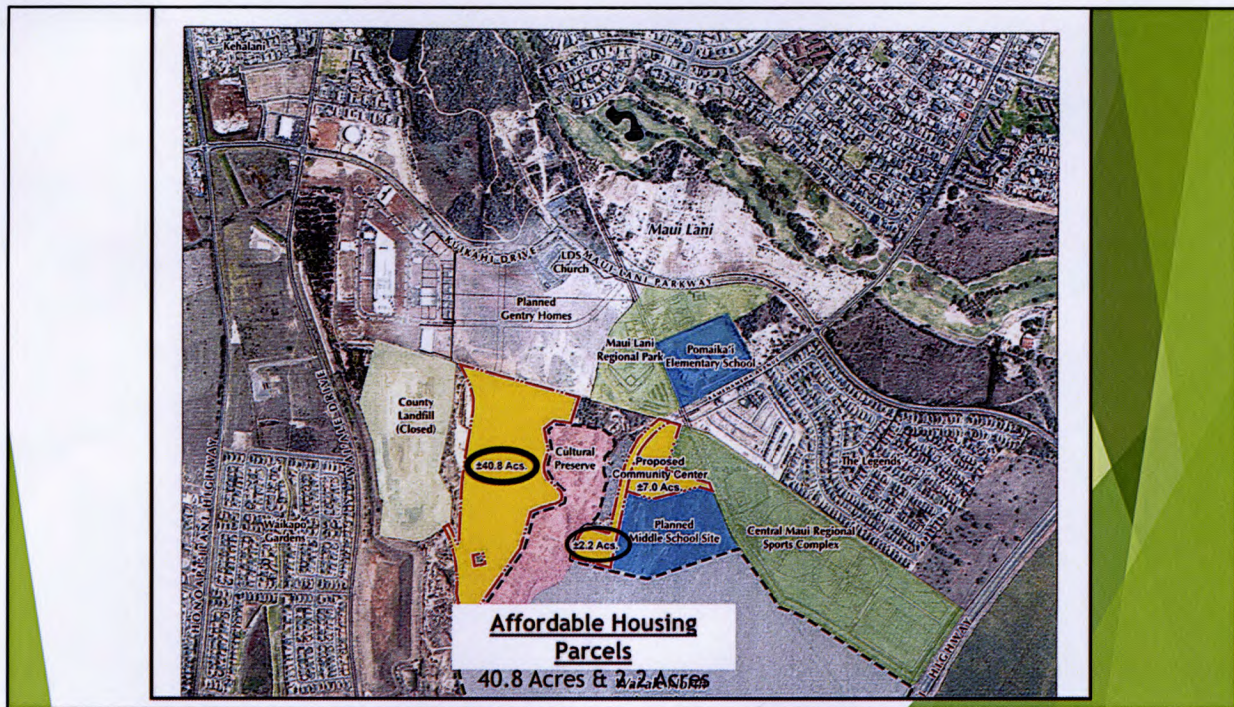 Kehalani
KUIKAHI DRIVE
LDS
Church
MAUI LANI PARKWAY
Maui Lani
Planned
Gentry Homes
Maui Lani
Regional Park
Pomaika'i
Elementary School
County
Landfill
(Closed)
±40.8 Acs.
Cultural
Preserve
Proposed
Community Center
±7.0 Acs.
The Legends
Waikapu
Gardens
±2.2 Acs.
Planned
Middle School Site
Central Maui Regional
Sports Complex
HIGHWAY
DRIVE
HIGHWAY
Affordable Housing
Parcels
40.8 Acres & 2.2 Acres